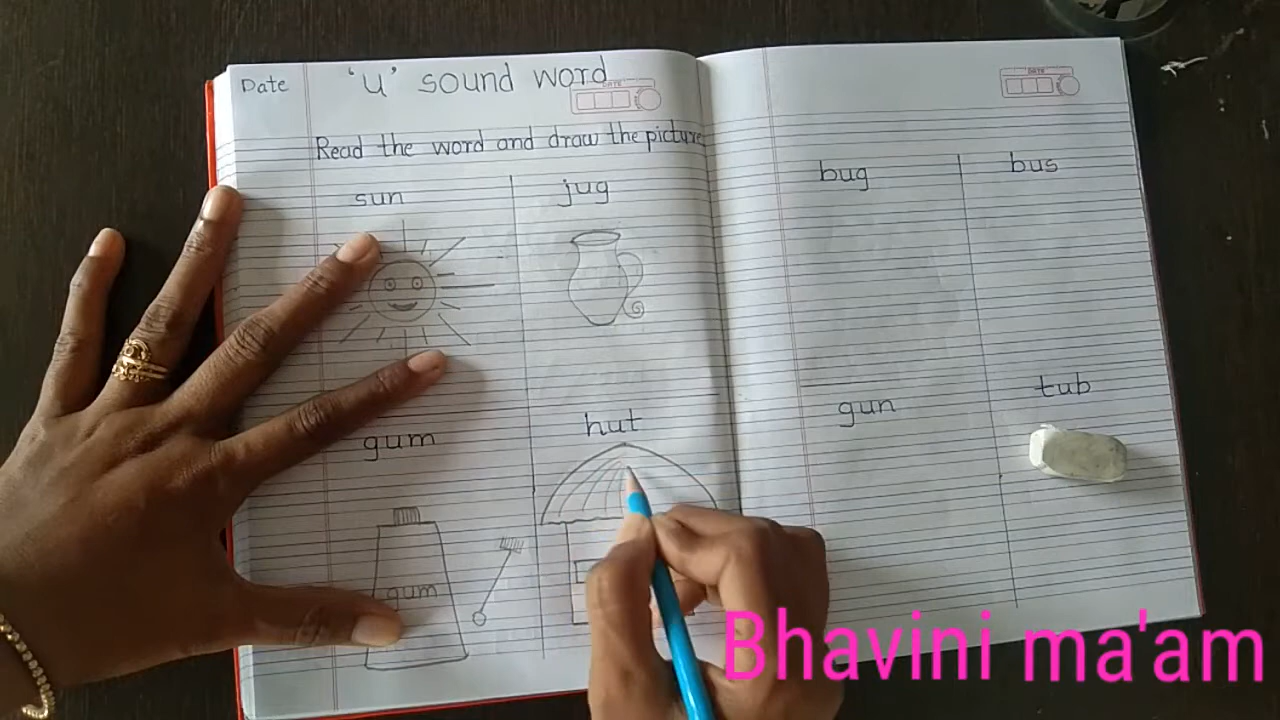 Date
'u' sound word
DATE
Read the word and draw the picture
sun
jug
gum
hut
gum
DATE
bug
bus
gun
tub
Bhavini ma'am